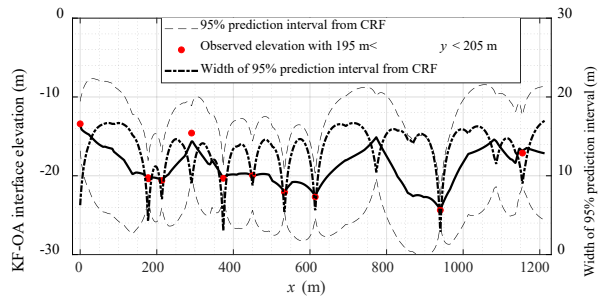 0
-10
-20
-30
KF-OA interface elevation (m)
95% prediction interval from CRF
Observed elevation with 195 m< y < 205 m
Width of 95% prediction interval from CRF
30
20
10
0
Width of 95% prediction interval (m)
0 200 400 600 800 1000 1200
x (m)